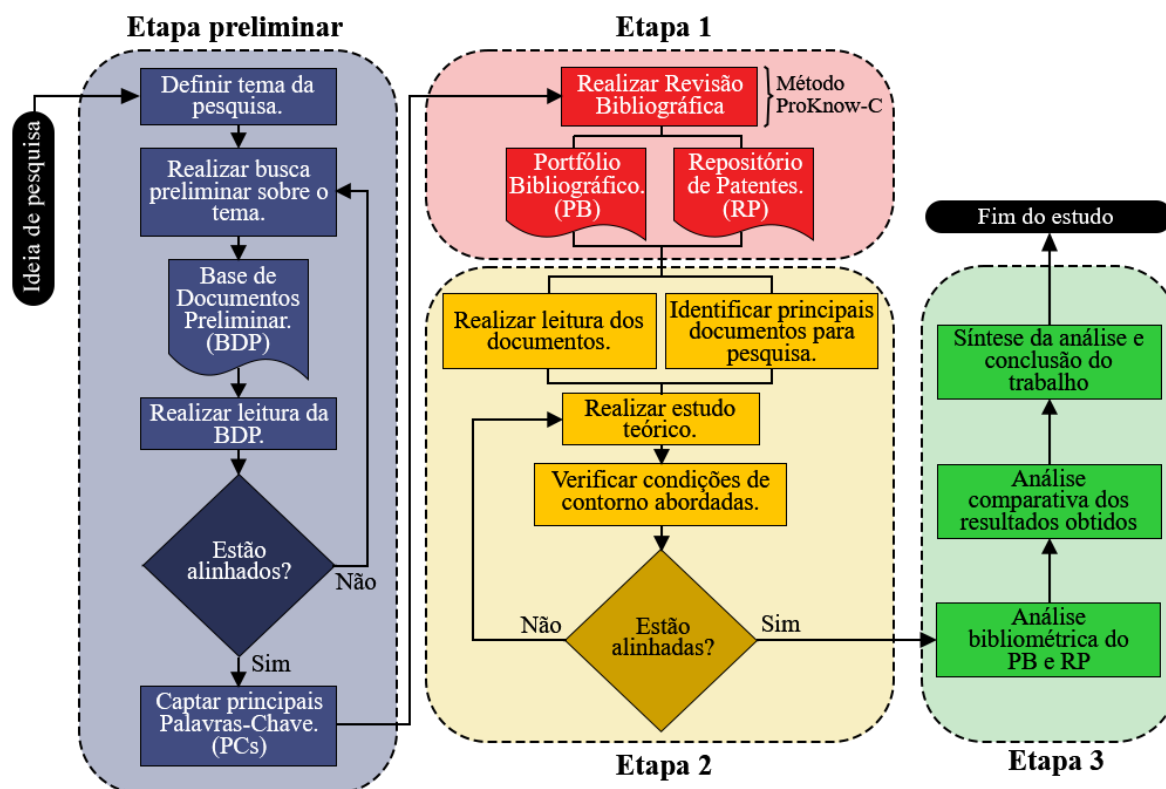 Etapa preliminar
Ideia de pesquisa
Definir tema da
pesquisa.
Realizar busca
preliminar sobre o
tema.
Base de
Documentos
Preliminar.
(BDP)
Realizar leitura da
BDP.
Estão
alinhados?
Não
Sim
Captar principais
Palavras-Chave.
(PCs)
Etapa 1
Realizar Revisão
Bibliográfica
Método
ProKnow-C
Portfólio
Bibliográfico.
(PB)
Repositório
de Patentes.
(RP)
Realizar leitura dos
documentos.
Identificar principais
documentos para
pesquisa.
Realizar estudo
teórico.
Verificar condições de
contorno abordadas.
Estão
alinhadas?
Não
Sim
Etapa 2
Fim do estudo
Síntese da análise e
conclusão do
trabalho
Análise
comparativa dos
resultados obtidos
Análise
bibliométrica do
PB e RP
Etapa 3